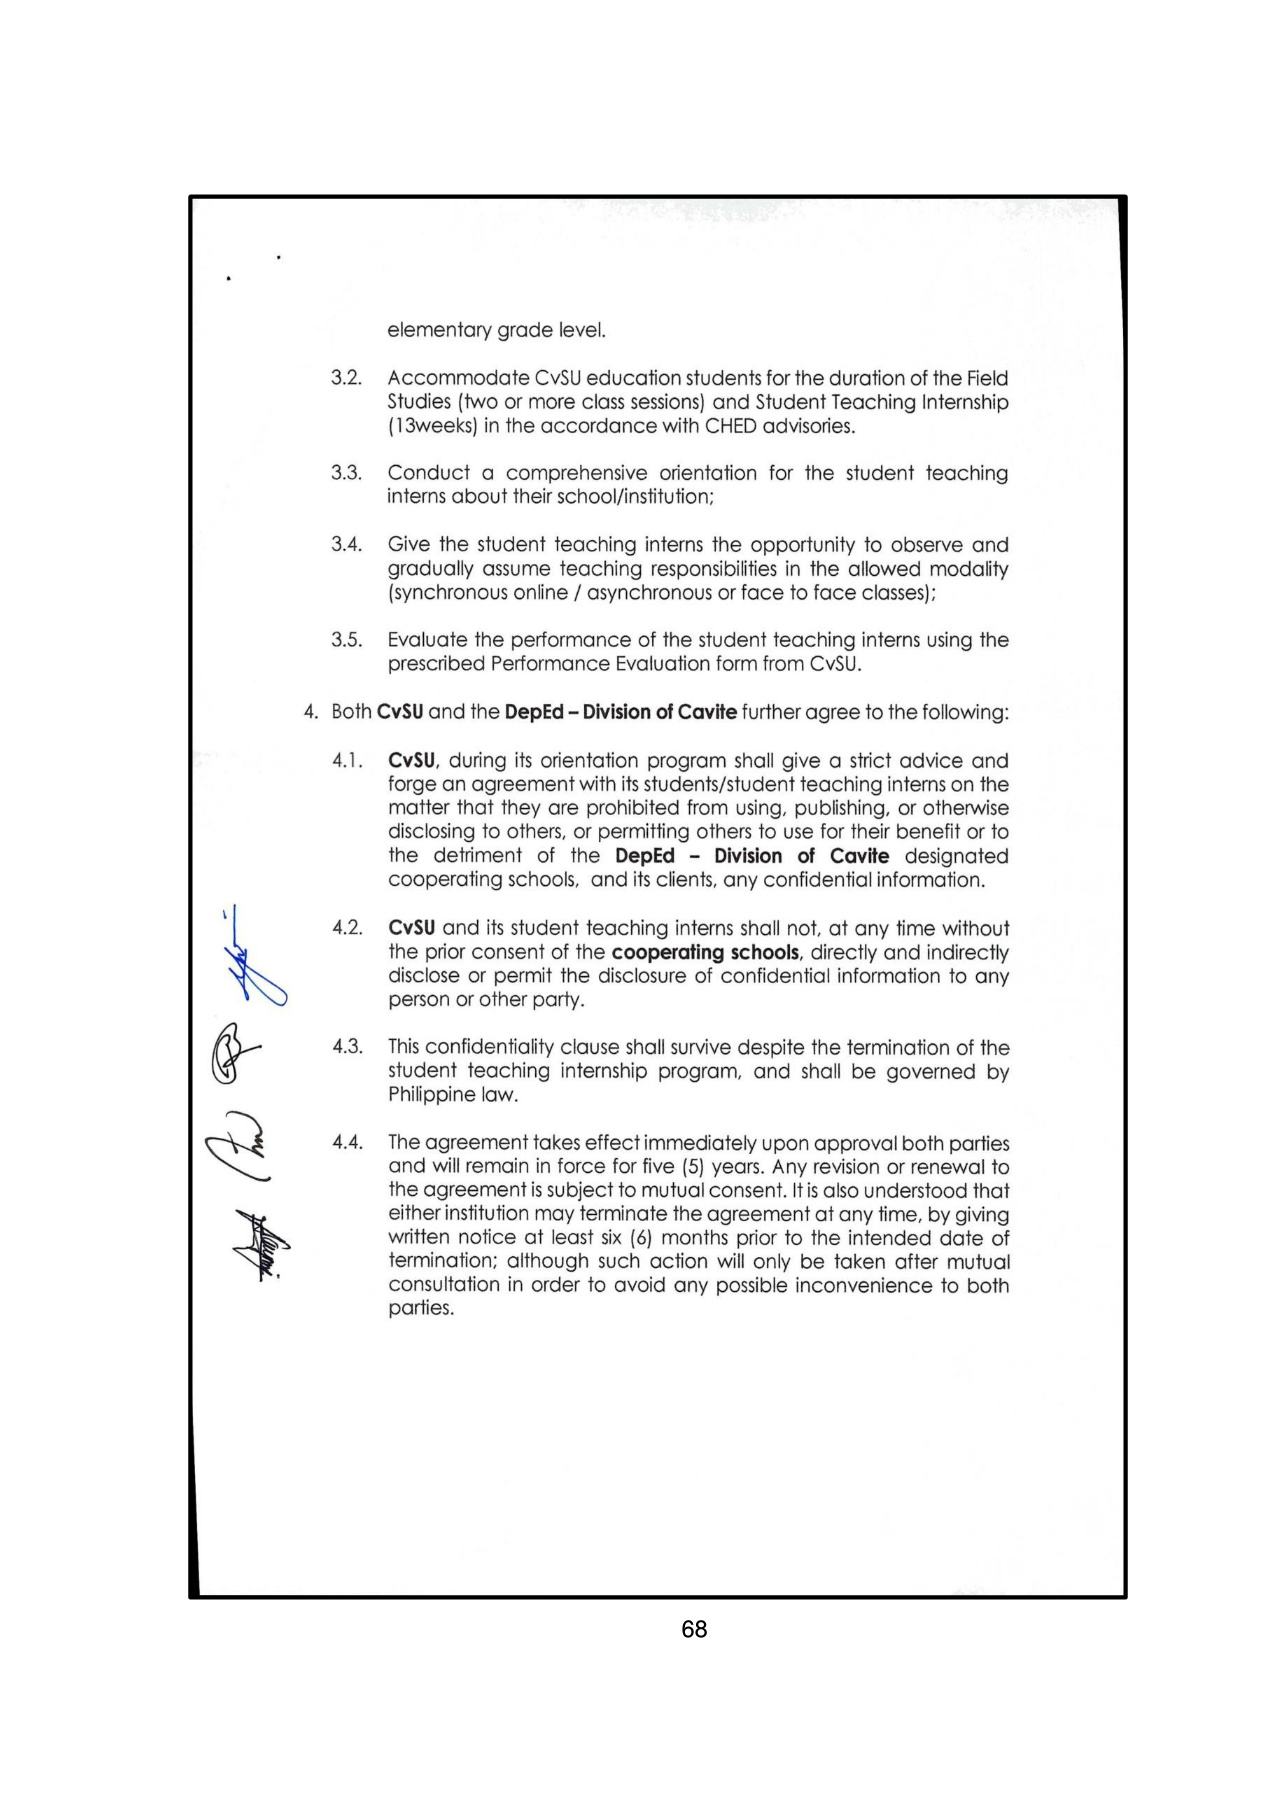 elementary grade level.
3.2. Accommodate CvSU education students for the duration of the Field
Studies (two or more class sessions) and Student Teaching Internship
(13weeks) in the accordance with CHED advisories.
3.3. Conduct a comprehensive orientation for the student teaching
interns about their school/institution;
3.4. Give the student teaching interns the opportunity to observe and
gradually assume teaching responsibilities in the allowed modality
(synchronous online / asynchronous or face to face classes);
3.5. Evaluate the performance of the student teaching interns using the
prescribed Performance Evaluation form from CvSU.
4. Both CvSU and the DepEd – Division of Cavite further agree to the following:
4.1. CvSU, during its orientation program shall give a strict advice and
forge an agreement with its students/student teaching interns on the
matter that they are prohibited from using, publishing, or otherwise
disclosing to others, or permitting others to use for their benefit or to
the detriment of the DepEd – Division of Cavite designated
cooperating schools, and its clients, any confidential information.
4.2. CvSU and its student teaching interns shall not, at any time without
the prior consent of the cooperating schools, directly and indirectly
disclose or permit the disclosure of confidential information to any
person or other party.
4.3. This confidentiality clause shall survive despite the termination of the
student teaching internship program, and shall be governed by
Philippine law.
4.4. The agreement takes effect immediately upon approval both parties
and will remain in force for five (5) years. Any revision or renewal to
the agreement is subject to mutual consent. It is also understood that
either institution may terminate the agreement at any time, by giving
written notice at least six (6) months prior to the intended date of
termination; although such action will only be taken after mutual
consultation in order to avoid any possible inconvenience to both
parties.
68